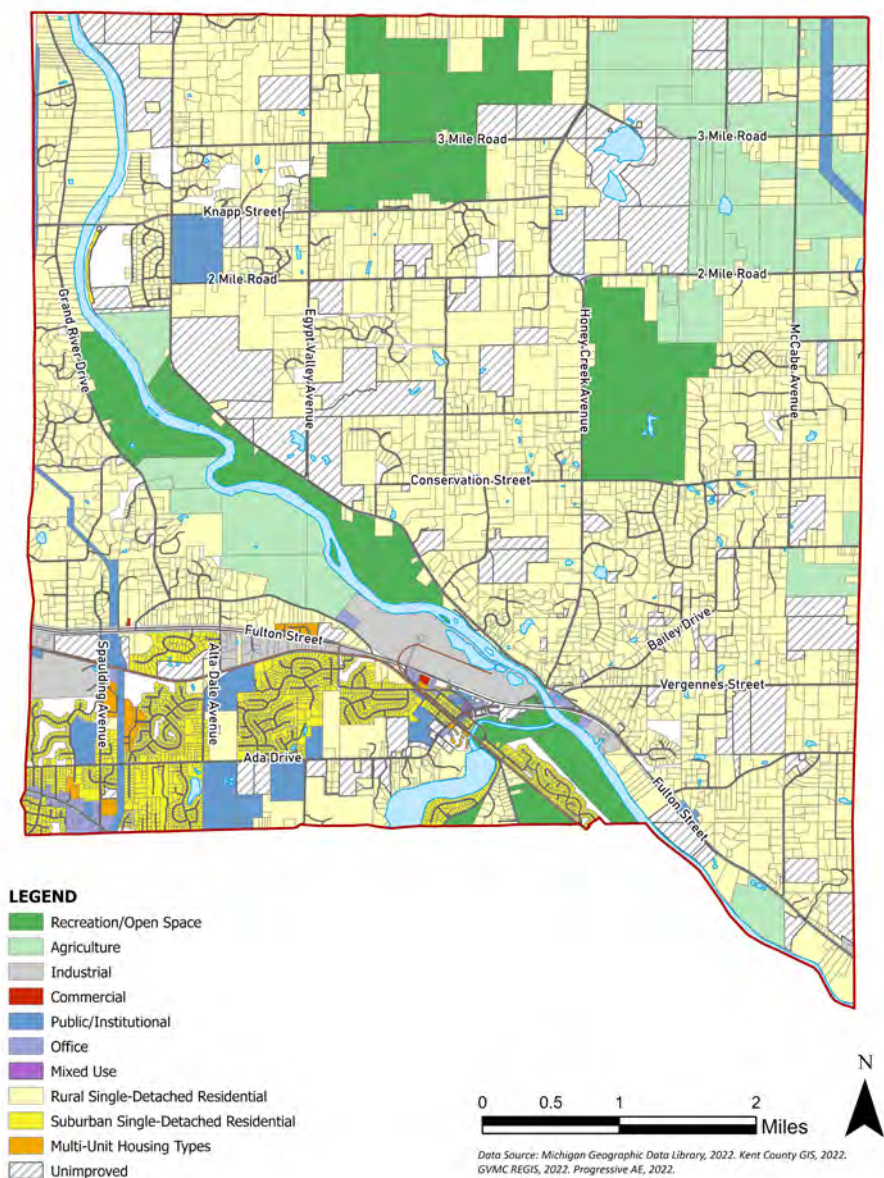 3 Mile Road
3 Mile Road
Knapp Street
2 Mile Road
2 Mile Road
Grand River Drive
Egypt Valley Avenue
Honey Creek Avenue
McCabe Avenue
Conservation Street
Bailey Drive
Fulton Street
Spaulding Avenue
Alta Dale Avenue
Vergennes Street
Ada Drive
Fulton Street
LEGEND
Recreation/Open Space
Agriculture
Industrial
Commercial
Public/Institutional
Office
Mixed Use
Rural Single-Detached Residential
Suburban Single-Detached Residential
Multi-Unit Housing Types
Unimproved
N
0 0.5 1 2
Miles
Data Source: Michigan Geographic Data Library, 2022. Kent County GIS, 2022.
GVMC REGIS, 2022. Progressive AE, 2022.